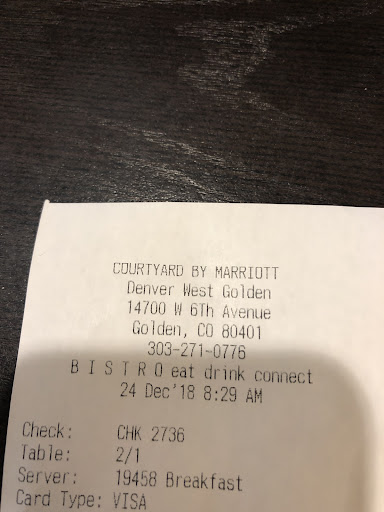 COURTYARD BY MARRIOTT
Denver West Golden
14700 W 6Th Avenue
Golden, CO 80401
303-271-0776
B I S T R O eat drink connect
24 Dec'18 8:29 AM
Check: CHK 2736
Table: 2/1
Server: 19458 Breakfast
Card Type: VISA